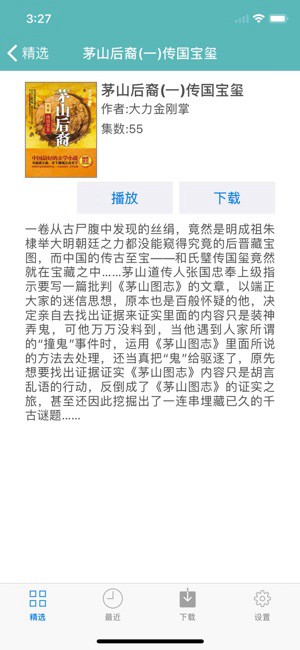 3:27
精选
茅山后裔(一)传国宝玺
茅山后裔
茅山后裔(一)传国宝玺
作者:大力金刚掌
集数:55
播放
下载
一卷从古尸腹中发现的丝绢，竟然是明成祖朱
棣举大明朝廷之力都没能窥得究竟的后晋藏宝
图，而中国的传古至宝——和氏璧传国玺竟然
就在宝藏之中……茅山道传人张国忠奉上级指
示要写一篇批判《茅山图志》的文章，以端正
大家的迷信思想，原本也是百般怀疑的他，决
定亲自去找出证据来证实里面的内容只是装神
弄鬼，可他万万没料到，当他遇到人家所谓
的“撞鬼”事件时，运用《茅山图志》里面所说
的方法去处理，还当真把“鬼”给驱逐了，原先
想要找出证据证实《茅山图志》内容只是胡言
乱语的行动，反倒成了《茅山图志》的证实之
旅，甚至还因此挖掘出了一连串埋藏已久的千
古谜题……
精选
最近
下载
设置